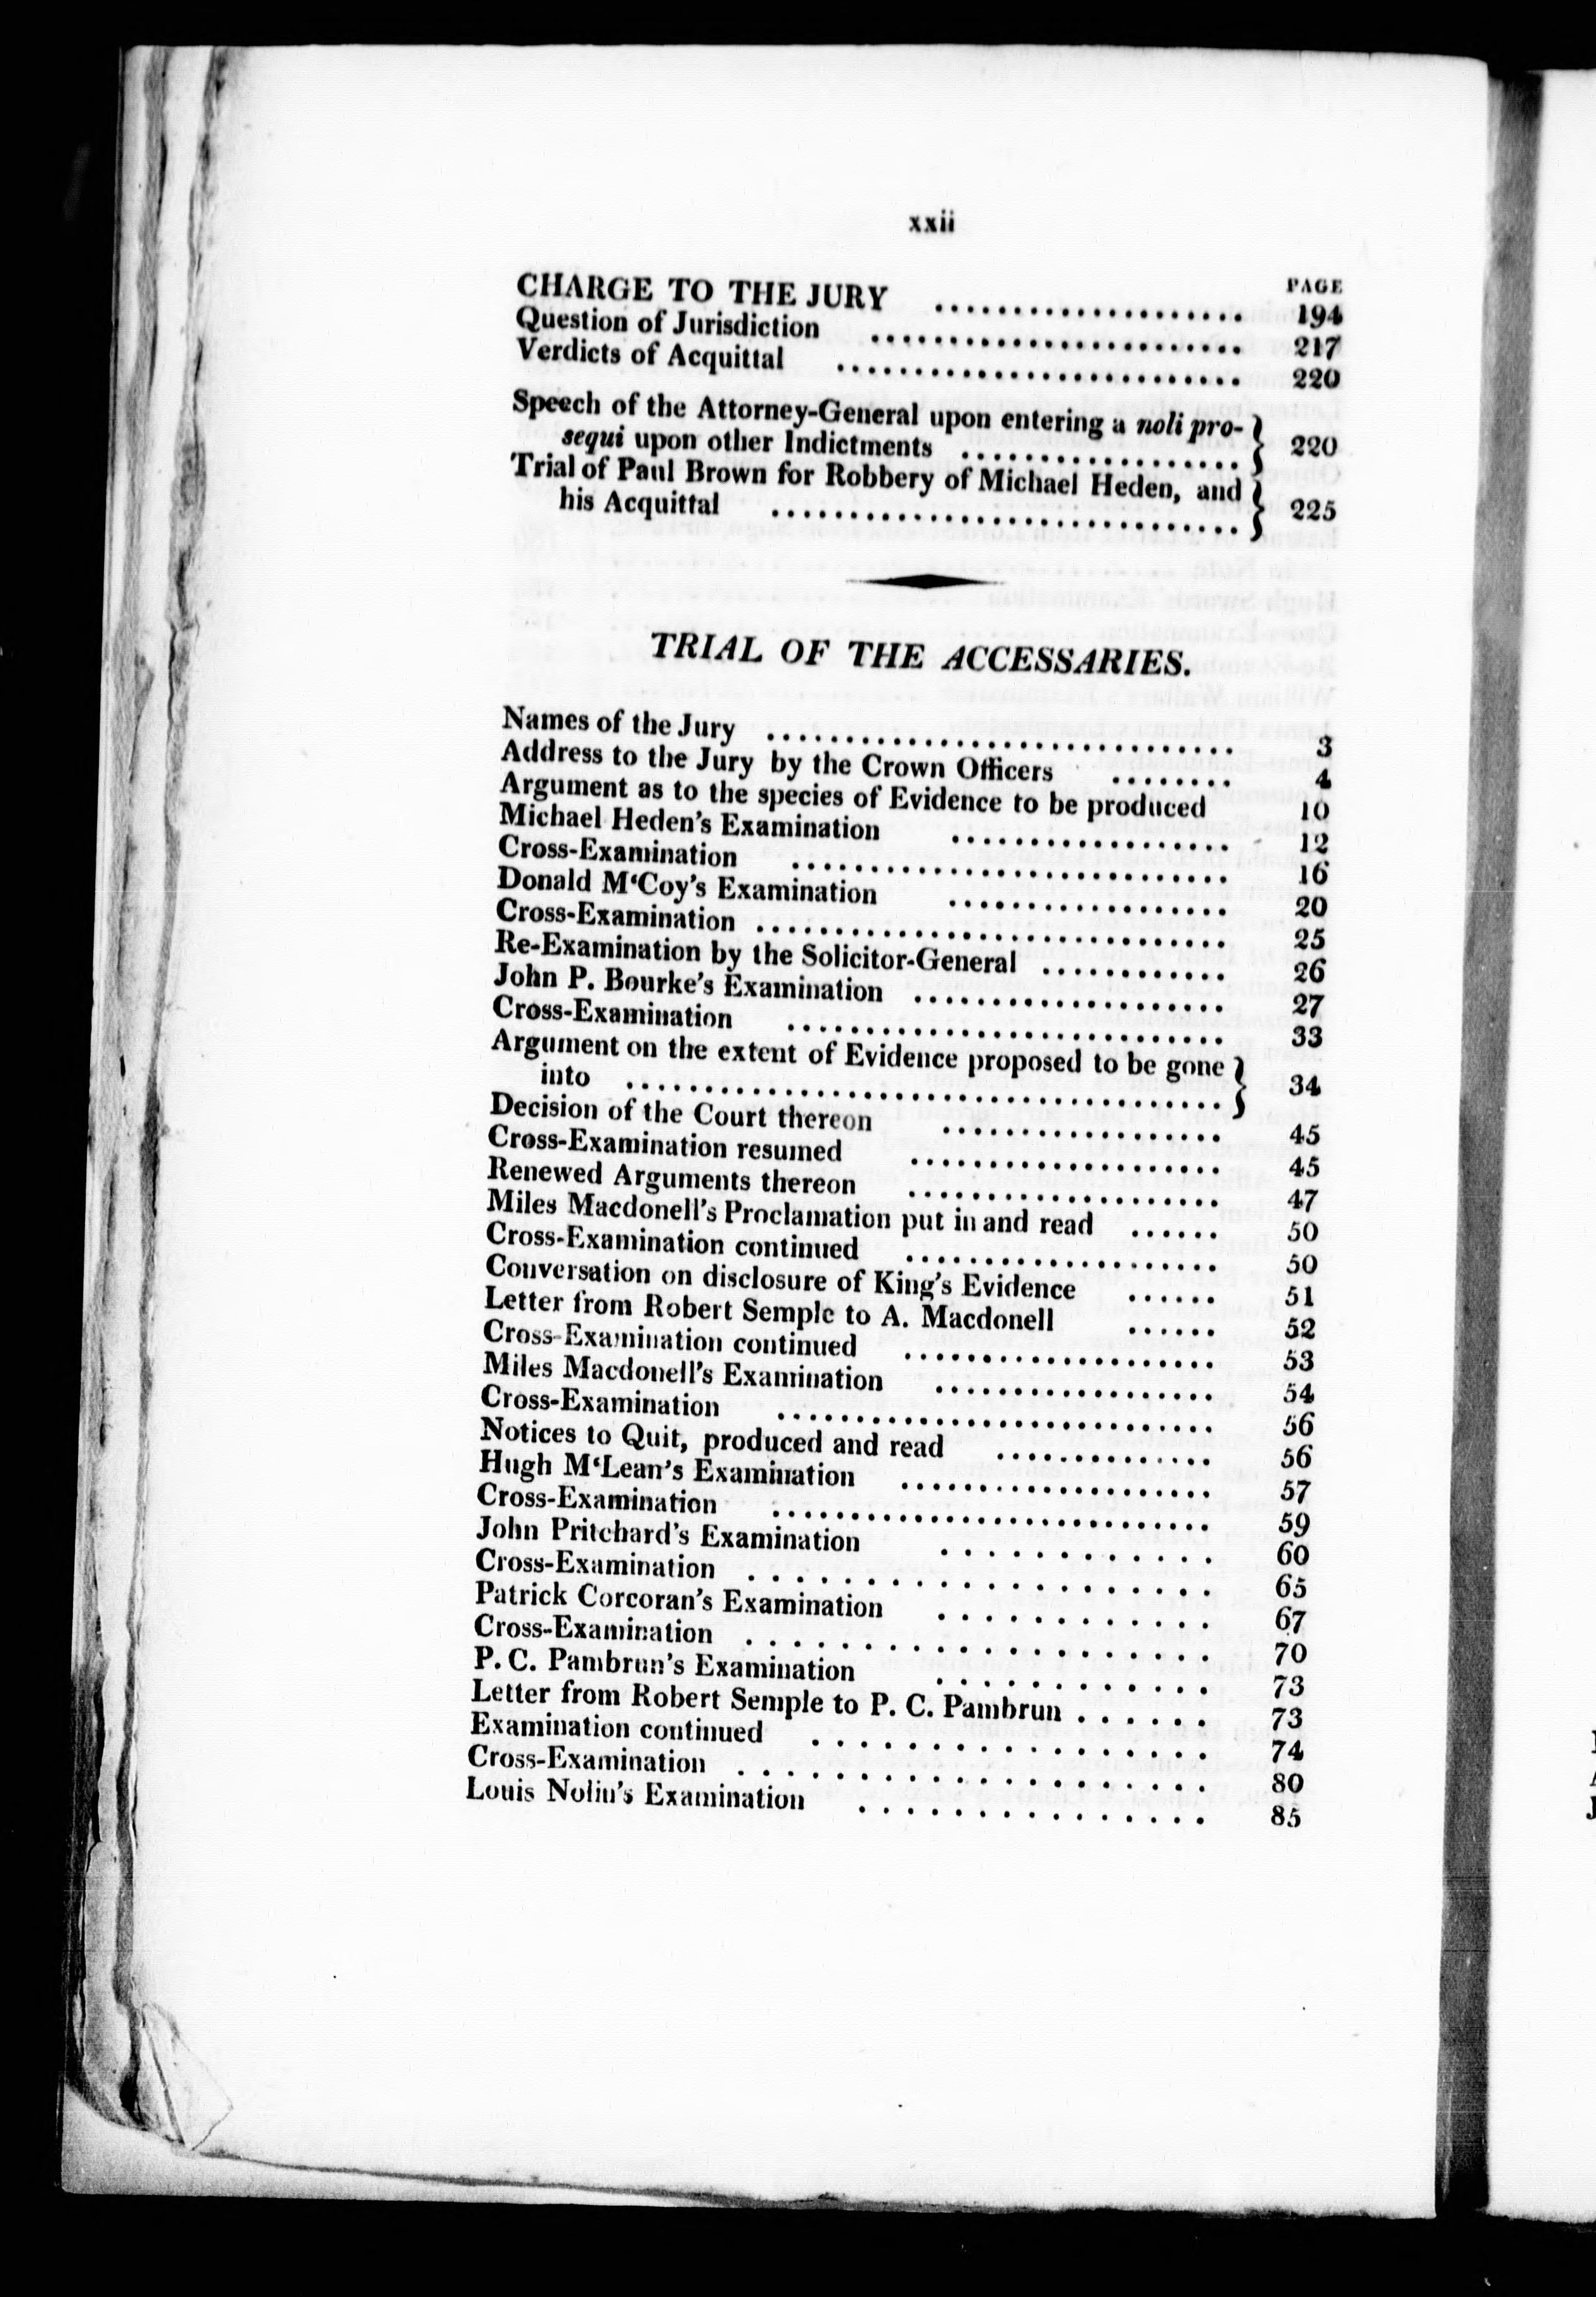 xxii
PAGE
CHARGE TO THE JURY .................... 194
Question of Jurisdiction ........................ 217
Verdicts of Acquittal .......................... 220
Speech of the Attorney-General upon entering a noli pro-
sequi upon other Indictments .................. } 220
Trial of Paul Brown for Robbery of Michael Heden, and
his Acquittal .............................. } 225
TRIAL OF THE ACCESSARIES.
Names of the Jury .............................. 3
Address to the Jury by the Crown Officers ........ 4
Argument as to the species of Evidence to be produced 10
Michael Heden's Examination .................. 12
Cross-Examination ............................ 16
Donald M‘Coy's Examination .................. 20
Cross-Examination .............................. 25
Re-Examination by the Solicitor-General ............ 26
John P. Bourke's Examination .................... 27
Cross-Examination ............................ 33
Argument on the extent of Evidence proposed to be gone
into ...................................... } 34
Decision of the Court thereon .................. 45
Cross-Examination resumed .................... 45
Renewed Arguments thereon .................... 47
Miles Macdonell's Proclamation put in and read ...... 50
Cross-Examination continued .................... 50
Conversation on disclosure of King's Evidence ...... 51
Letter from Robert Semple to A. Macdonell ...... 52
Cross-Examination continued .................... 53
Miles Macdonell's Examination .................. 54
Cross-Examination ............................ 56
Notices to Quit, produced and read .............. 56
Hugh M‘Lean's Examination .................... 57
Cross-Examination ............................ 59
John Pritchard's Examination ............ 60
Cross-Examination .................... 65
Patrick Corcoran's Examination ............ 67
Cross-Examination .................... 70
P. C. Pambrun's Examination ............ 73
Letter from Robert Semple to P. C. Pambrun ...... 73
Examination continued ................. 74
Cross-Examination .................... 80
Louis Nolin's Examination ............... 85